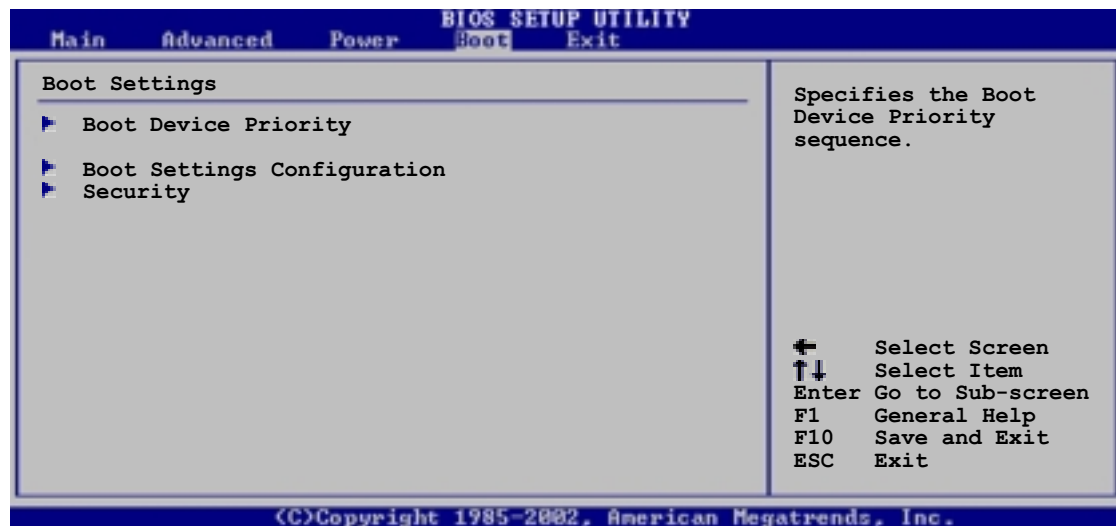 BIOS SETUP UTILITY
Main Advanced Power Boot Exit
Boot Settings
Boot Device Priority
Boot Settings Configuration
Security
Specifies the Boot
Device Priority
sequence.
← Select Screen
↑↓ Select Item
Enter Go to Sub-screen
F1 General Help
F10 Save and Exit
ESC Exit
(C)Copyright 1985-2002, American Megatrends, Inc.